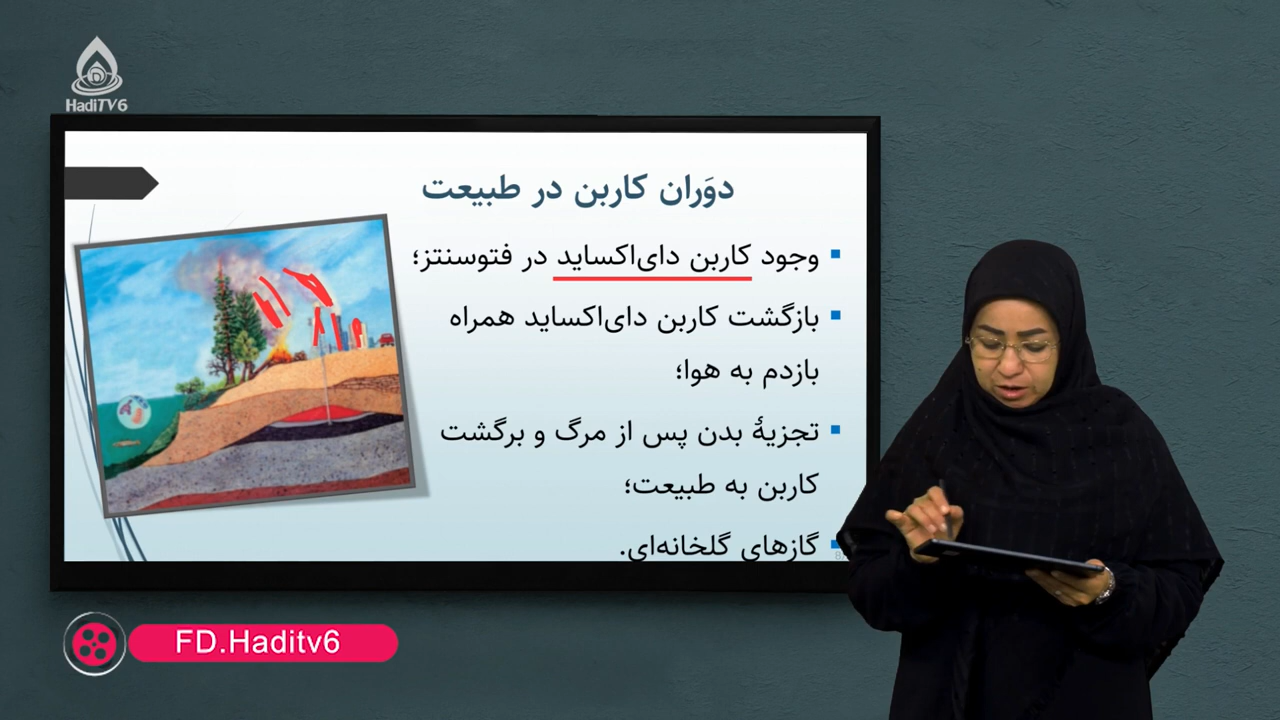 HadiTV6
دوَران کاربن در طبیعت
وجود کاربن دای‌اکساید در فتوسنتز؛
بازگشت کاربن دای‌اکساید همراه
بازدم به هوا؛
تجزیهٔ بدن پس از مرگ و برگشت
کاربن به طبیعت؛
گازهای گلخانه‌ای.
FD.Haditv6